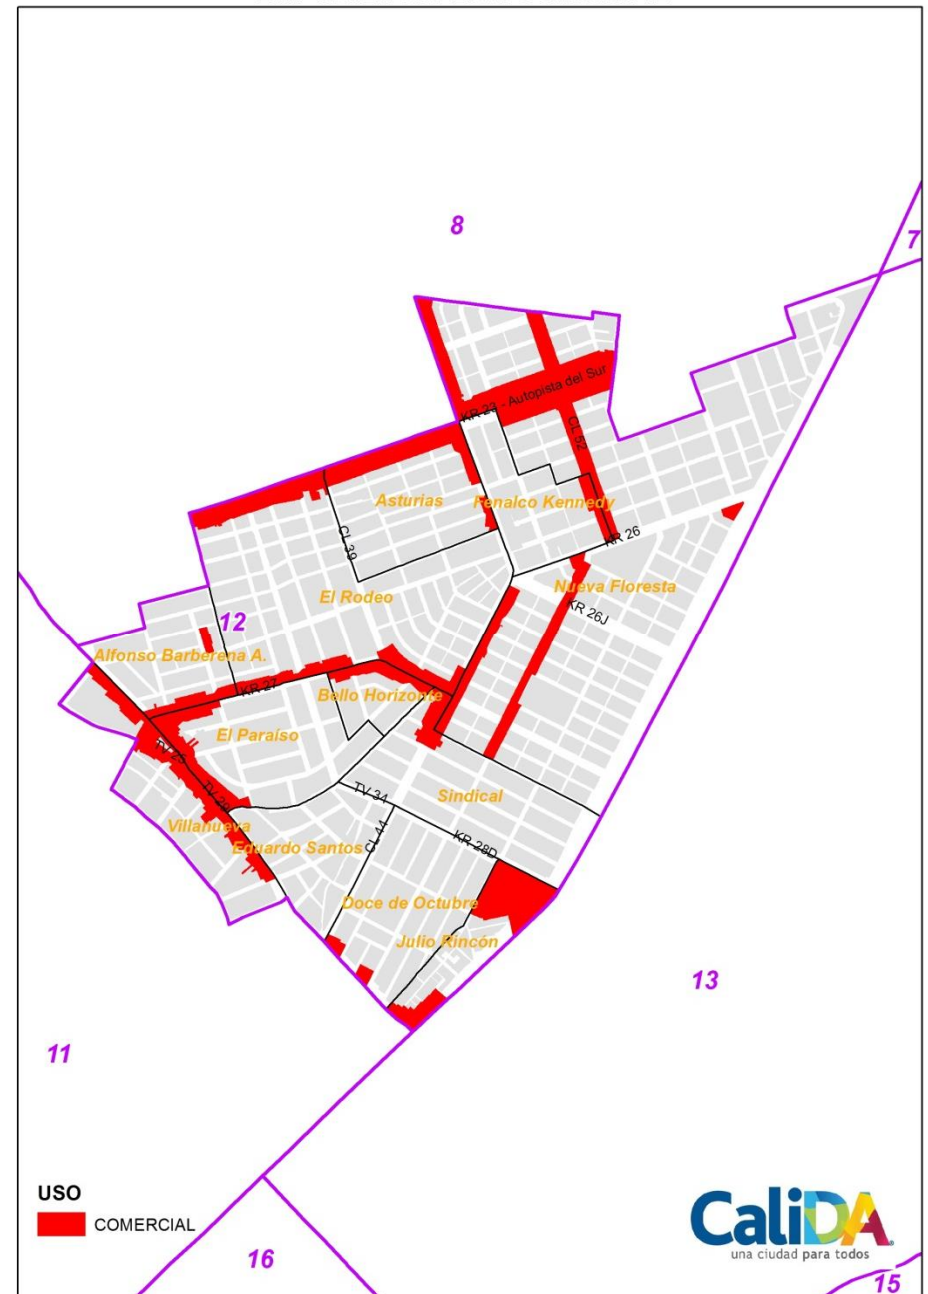 8
7
KR 23 - Autopista del Sur
CL 52
Asturias
Fenalco Kennedy
KR 26
CL 39
Nueva Floresta
El Rodeo
KR 26J
12
Alfonso Barberena A.
KR 27
Bello Horizonte
El Paraíso
TV 25
TV 29
TV 34
Sindical
Villanueva
CL 44
KR 28D
Eduardo Santos
Doce de Octubre
Julio Rincón
13
11
USO
COMERCIAL
CaliDA
una ciudad para todos
16
15